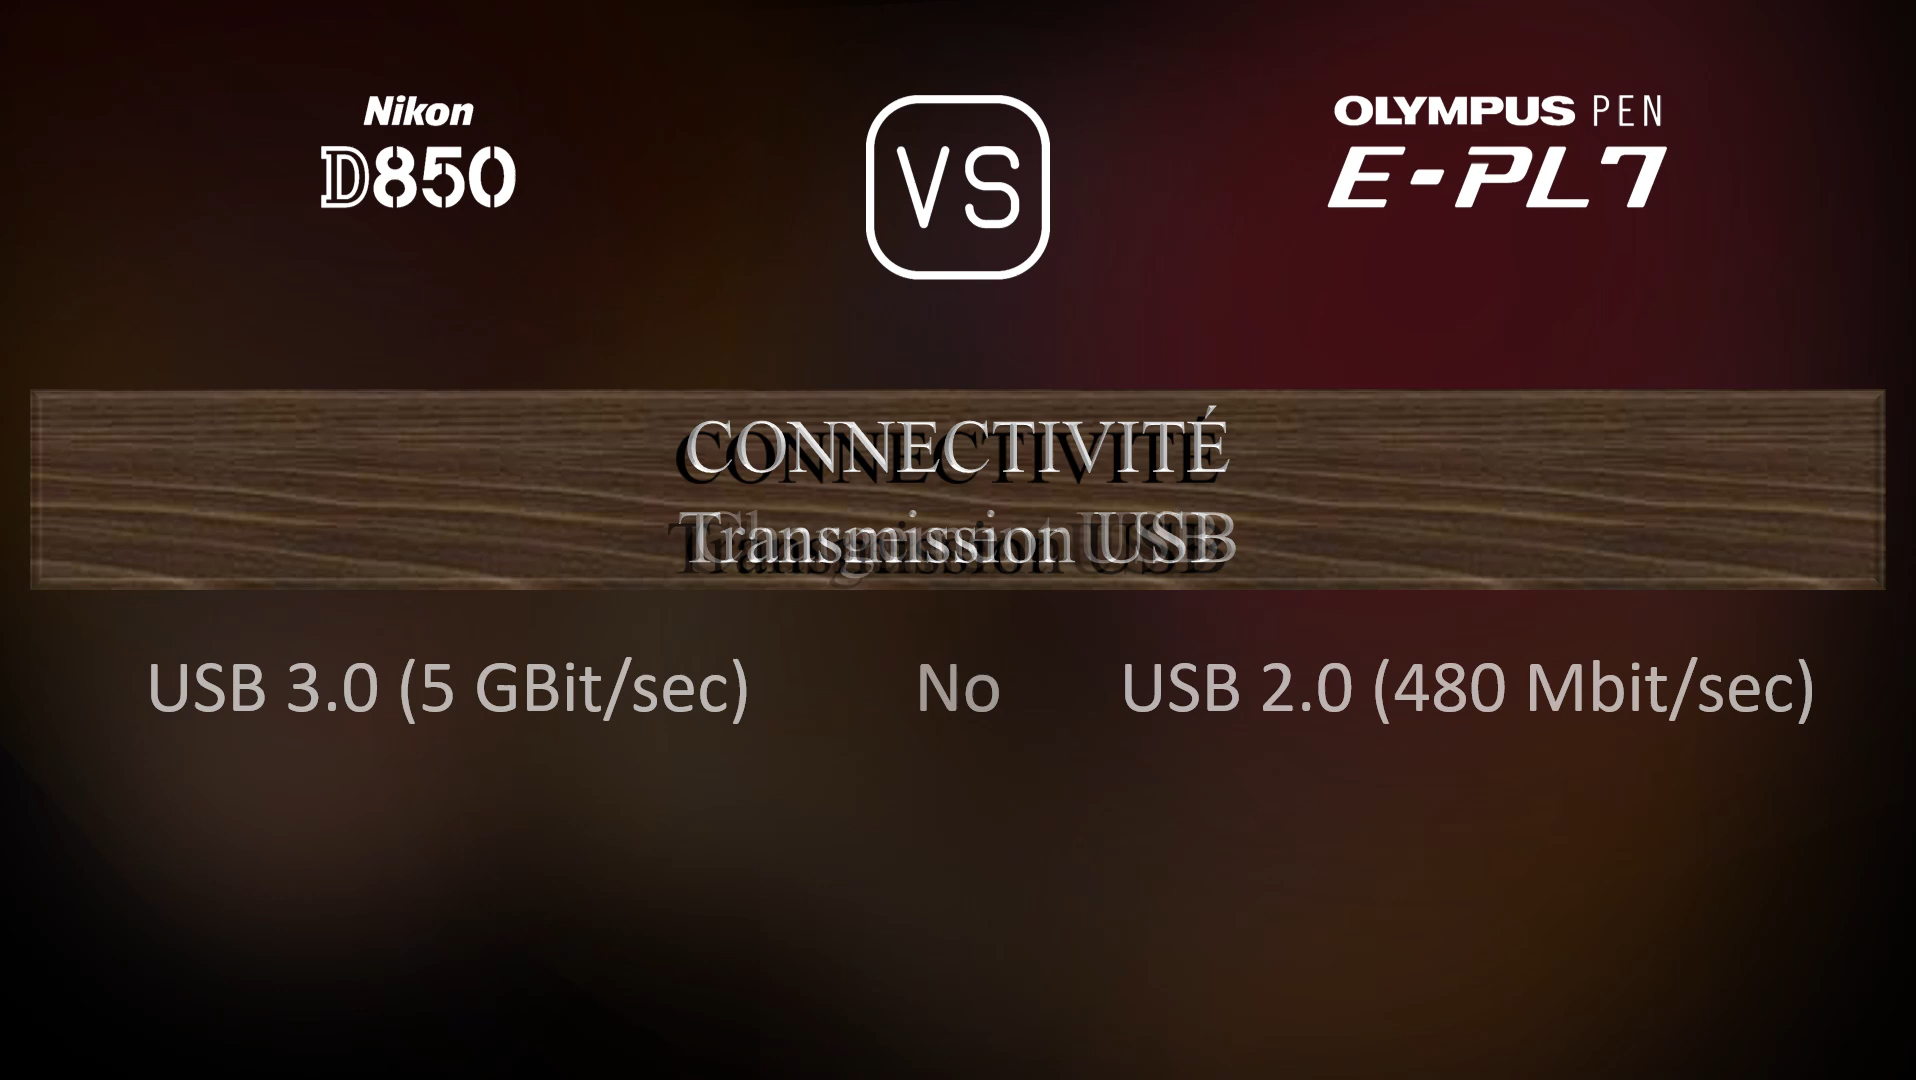 Nikon
D850
VS
OLYMPUS PEN
E-PL7
CONNECTIVITÉ
Transmission USB
USB 3.0 (5 GBit/sec)
No
USB 2.0 (480 Mbit/sec)